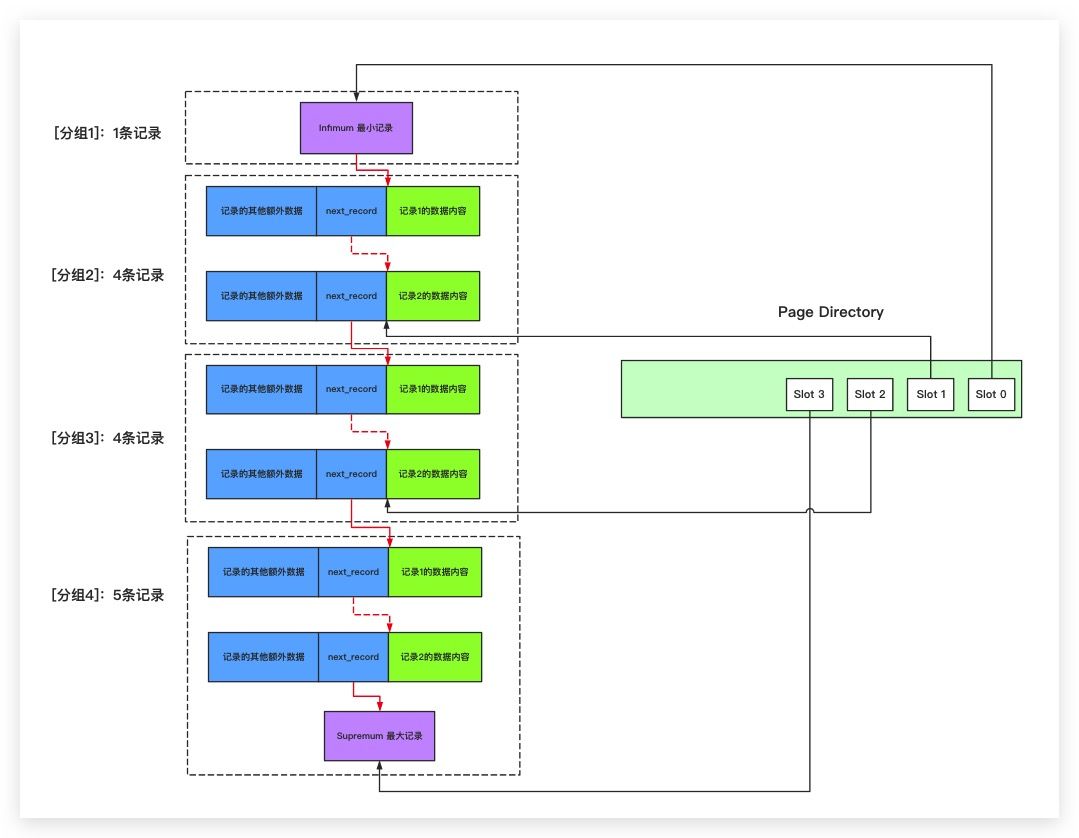 [分组1]：1条记录
Infimum 最小记录
记录的其他额外数据 next_record 记录1的数据内容
[分组2]：4条记录
记录的其他额外数据 next_record 记录2的数据内容
Page Directory
记录的其他额外数据 next_record 记录1的数据内容
Slot 3 Slot 2 Slot 1 Slot 0
[分组3]：4条记录
记录的其他额外数据 next_record 记录2的数据内容
记录的其他额外数据 next_record 记录1的数据内容
[分组4]：5条记录
记录的其他额外数据 next_record 记录2的数据内容
Supremum 最大记录